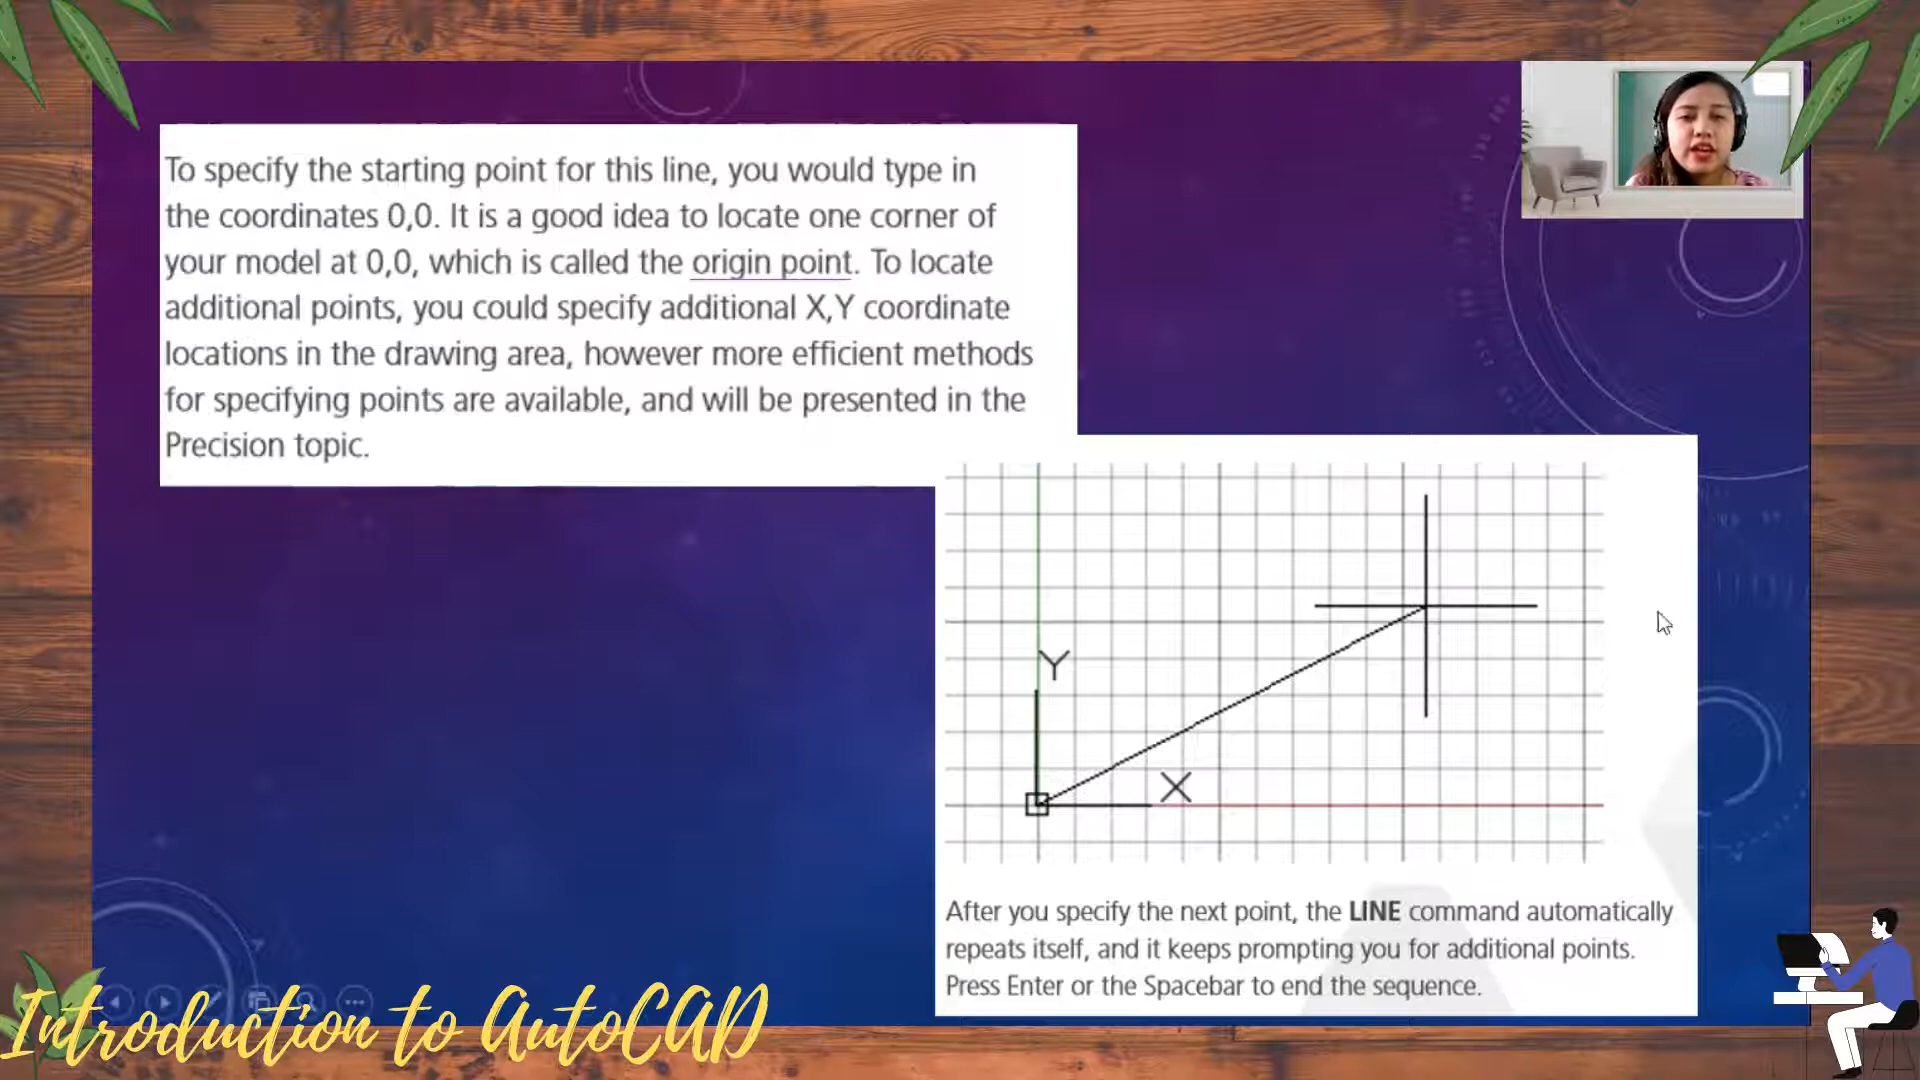 To specify the starting point for this line, you would type in
the coordinates 0,0. It is a good idea to locate one corner of
your model at 0,0, which is called the origin point. To locate
additional points, you could specify additional X,Y coordinate
locations in the drawing area, however more efficient methods
for specifying points are available, and will be presented in the
Precision topic.
Y
X
After you specify the next point, the LINE command automatically
repeats itself, and it keeps prompting you for additional points.
Press Enter or the Spacebar to end the sequence.
Introduction to AutoCAD